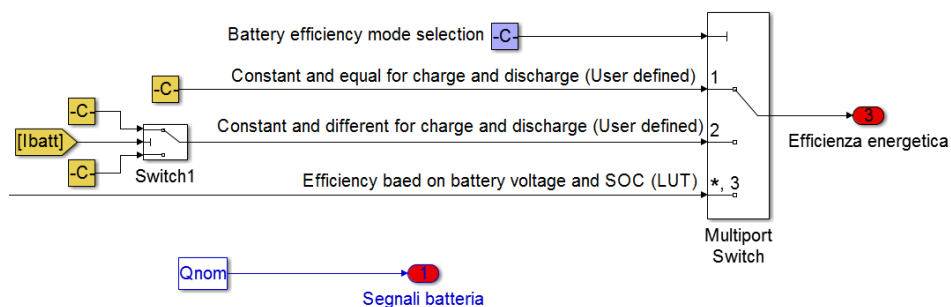 Battery efficiency mode selection
-C-
Constant and equal for charge and discharge (User defined)
-C-
1
-C-
[Ibatt]
-C-
Switch1
Constant and different for charge and discharge (User defined)
2
3
Efficienza energetica
Efficiency baed on battery voltage and SOC (LUT)
*, 3
Multiport
Switch
Qnom
1
Segnali batteria